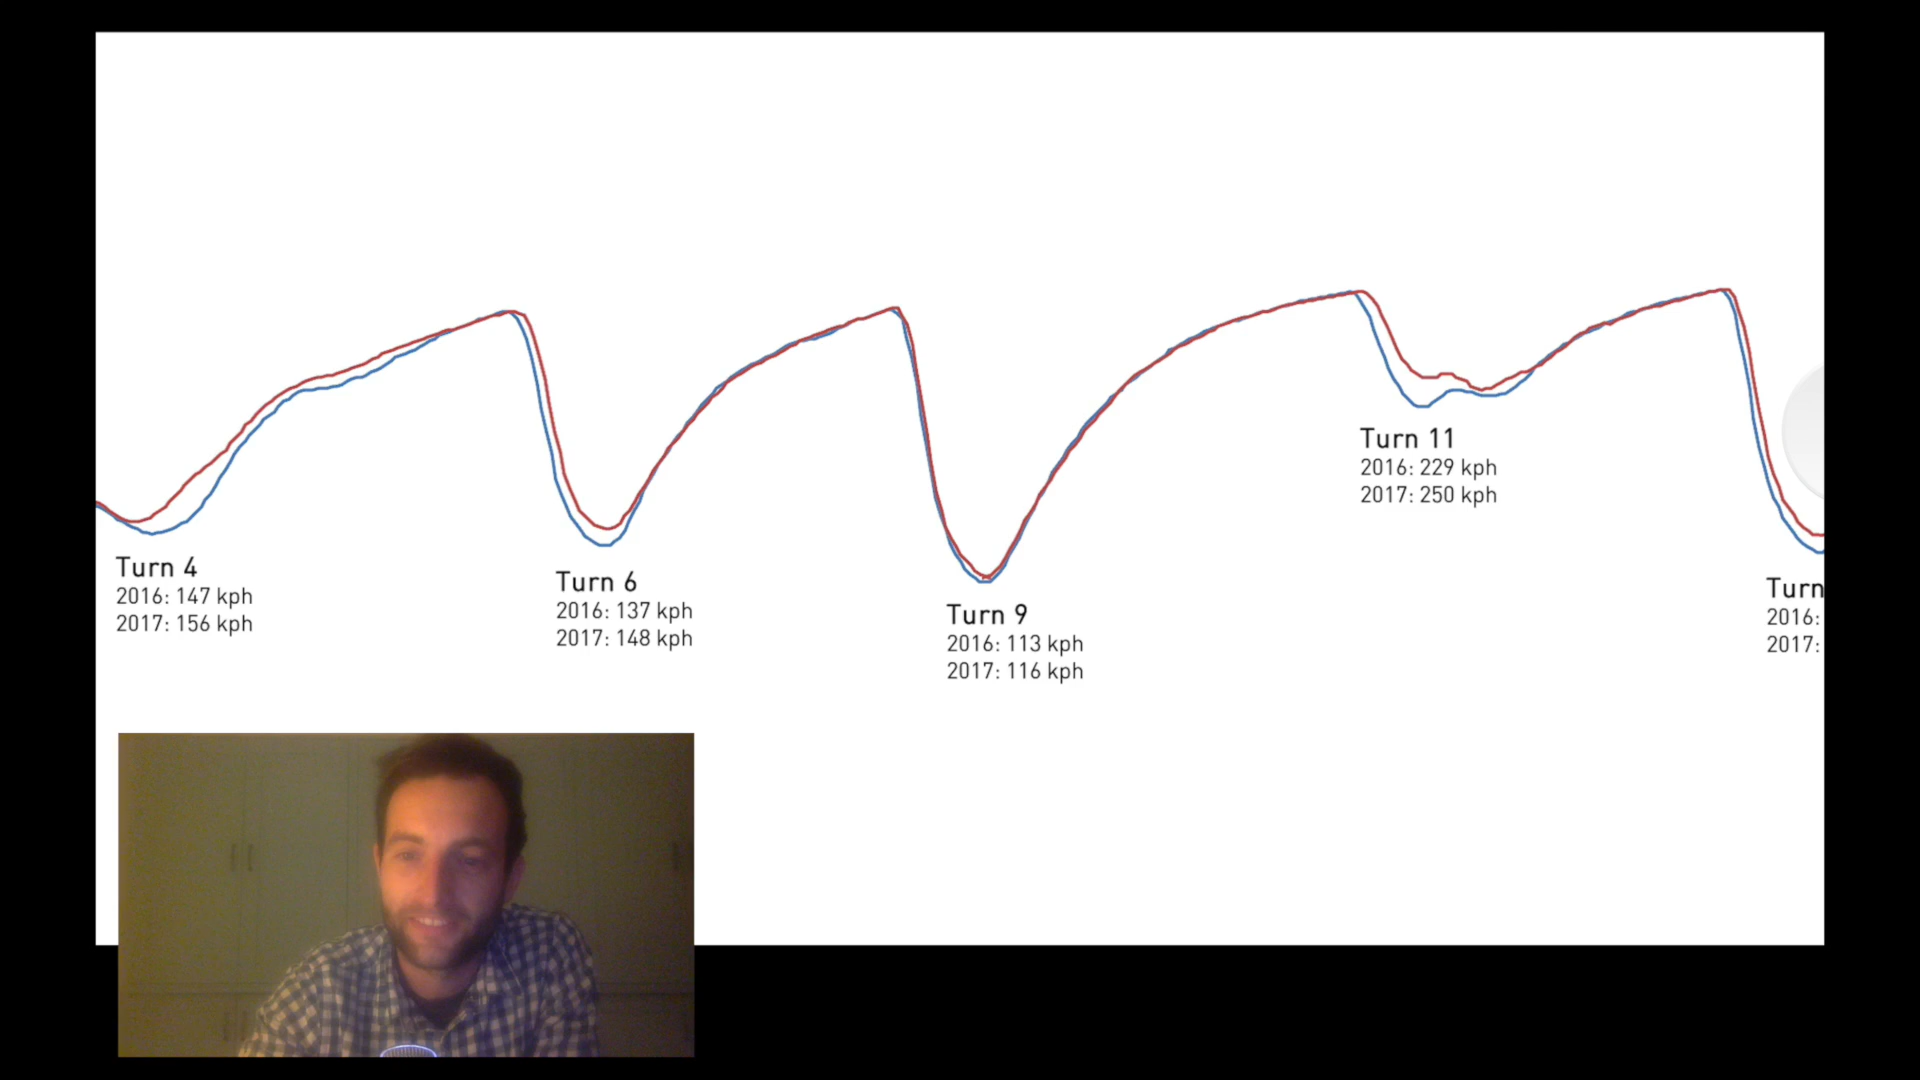 Turn 11
2016: 229 kph
2017: 250 kph
Turn 4
2016: 147 kph
2017: 156 kph
Turn 6
2016: 137 kph
2017: 148 kph
Turn 9
2016: 113 kph
2017: 116 kph
Turn
2016:
2017: